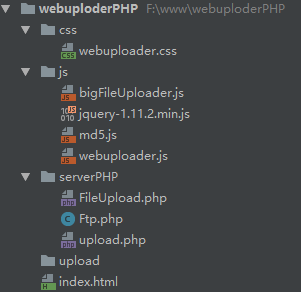 webuploderPHP F:\www\webuploderPHP
css
webuploader.css
js
bigFileUploader.js
jquery-1.11.2.min.js
md5.js
webuploader.js
serverPHP
FileUpload.php
Ftp.php
upload.php
upload
index.html